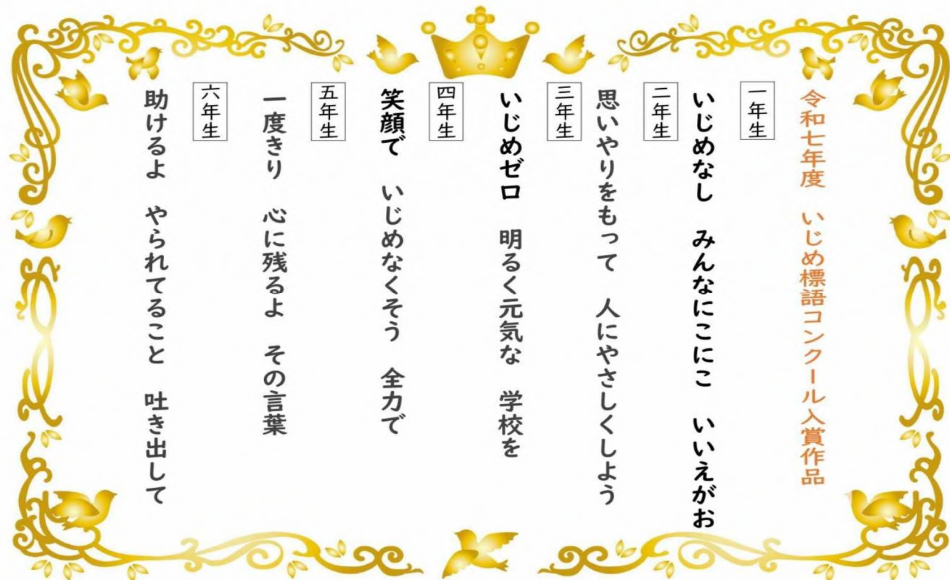 令和七年度　いじめ標語コンクール入賞作品
一年生
いじめなし　みんなにこにこ　いいえがお
二年生
思いやりをもって　人にやさしくしよう
三年生
いじめゼロ　明るく元気な　学校を
四年生
笑顔で　いじめなくそう　全力で
五年生
一度きり　心に残るよ　その言葉
六年生
助けるよ　やられてること　吐き出して